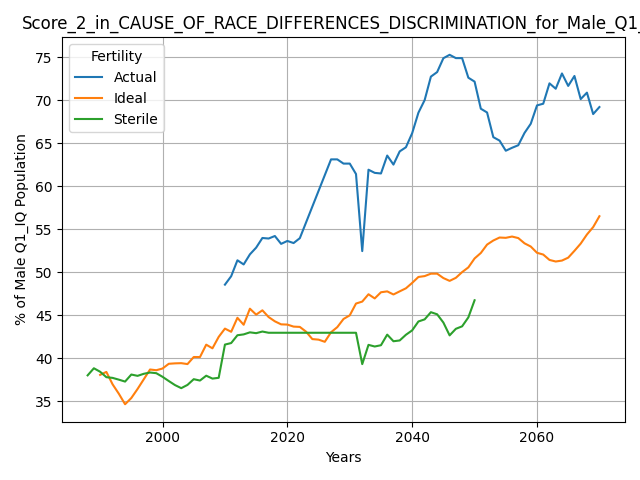 Score_2_in_CAUSE_OF_RACE_DIFFERENCES_DISCRIMINATION_for_Male_Q1_
Fertility
Actual
Ideal
Sterile
% of Male Q1_IQ Population
75
70
65
60
55
50
45
40
35
2000 2020 2040 2060
Years